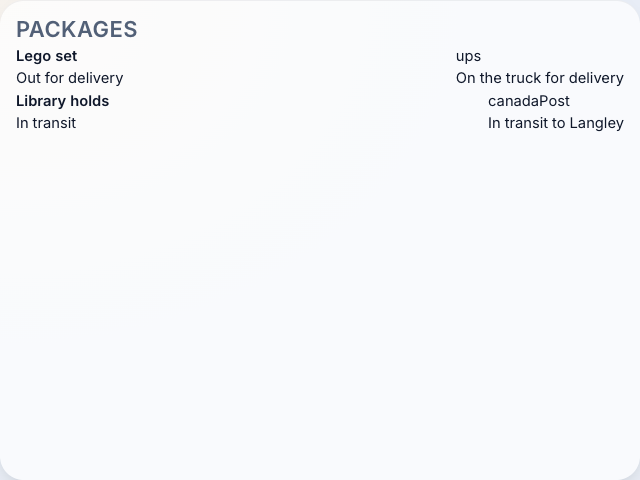 PACKAGES
Lego set ups
Out for delivery On the truck for delivery
Library holds canadaPost
In transit In transit to Langley